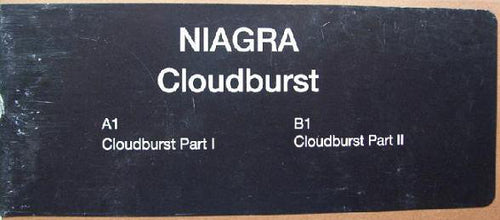 NIAGRA
Cloudburst
A1
Cloudburst Part I
B1
Cloudburst Part II